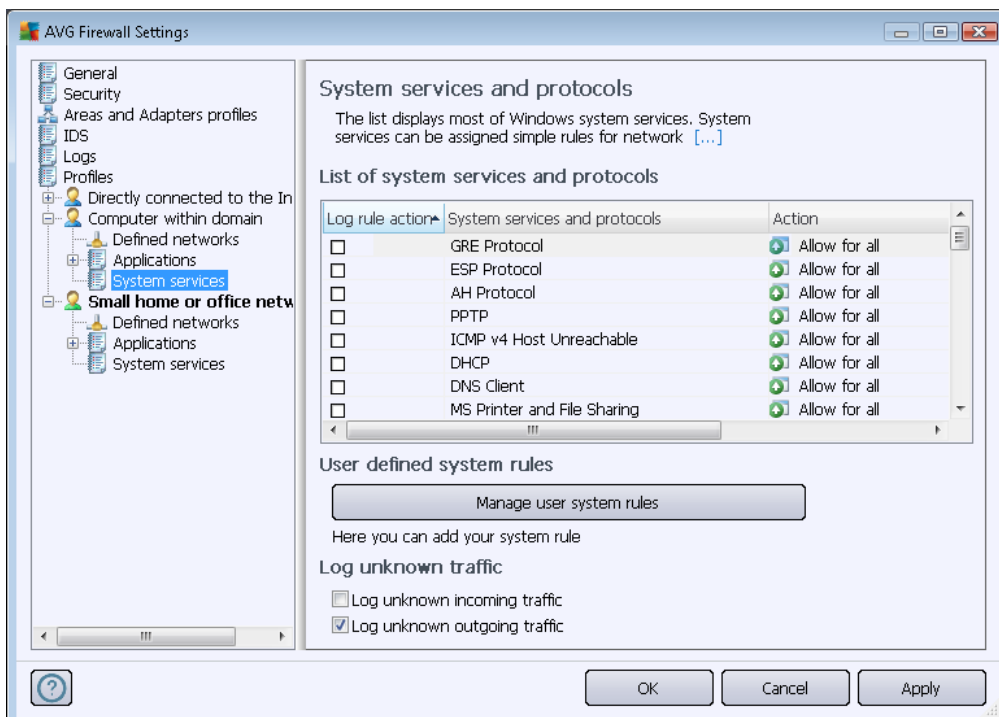 AVG Firewall Settings
General
Security
Areas and Adapters profiles
IDS
Logs
Profiles
Directly connected to the In
Computer within domain
Defined networks
Applications
System services
Small home or office netw
Defined networks
Applications
System services
System services and protocols
The list displays most of Windows system services. System
services can be assigned simple rules for network [...]
List of system services and protocols
Log rule action System services and protocols Action
GRE Protocol Allow for all
ESP Protocol Allow for all
AH Protocol Allow for all
PPTP Allow for all
ICMP v4 Host Unreachable Allow for all
DHCP Allow for all
DNS Client Allow for all
MS Printer and File Sharing Allow for all
User defined system rules
Manage user system rules
Here you can add your system rule
Log unknown traffic
Log unknown incoming traffic
Log unknown outgoing traffic
? OK Cancel Apply